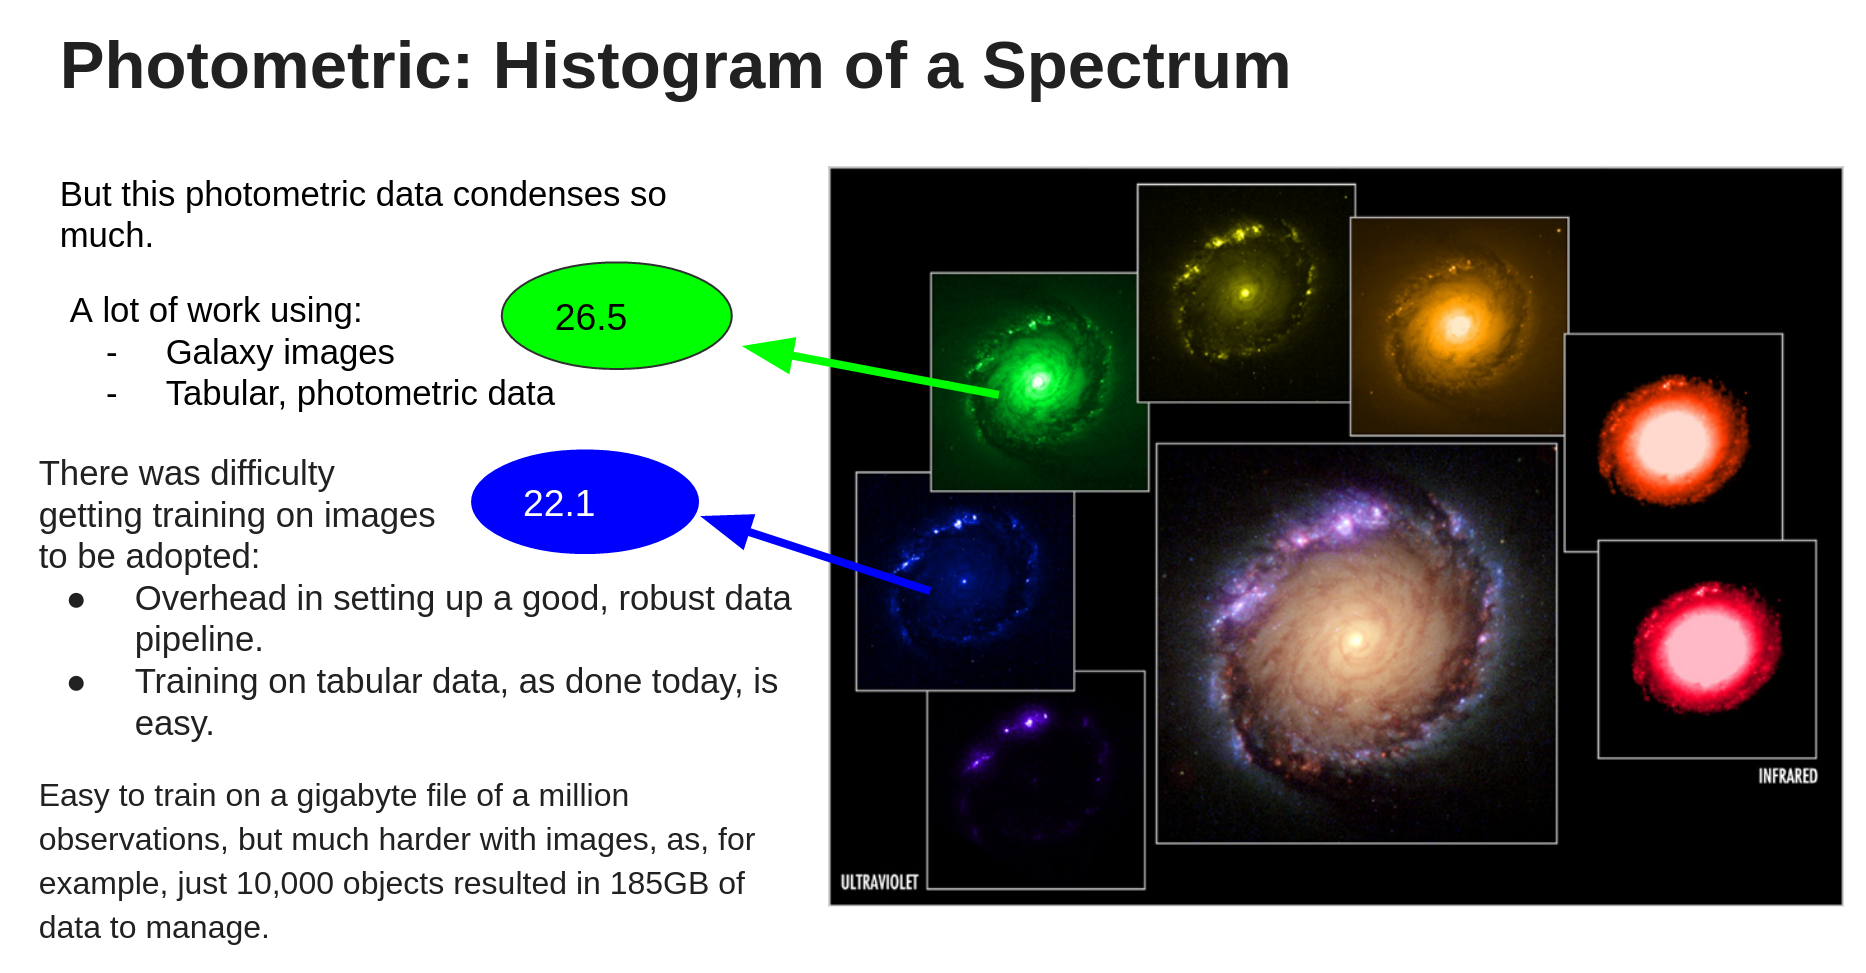 Photometric: Histogram of a Spectrum
But this photometric data condenses so
much.
A lot of work using:
- Galaxy images
- Tabular, photometric data
26.5
There was difficulty
getting training on images
to be adopted:
● Overhead in setting up a good, robust data
pipeline.
● Training on tabular data, as done today, is
easy.
22.1
Easy to train on a gigabyte file of a million
observations, but much harder with images, as, for
example, just 10,000 objects resulted in 185GB of
data to manage.
ULTRAVIOLET
INFRARED